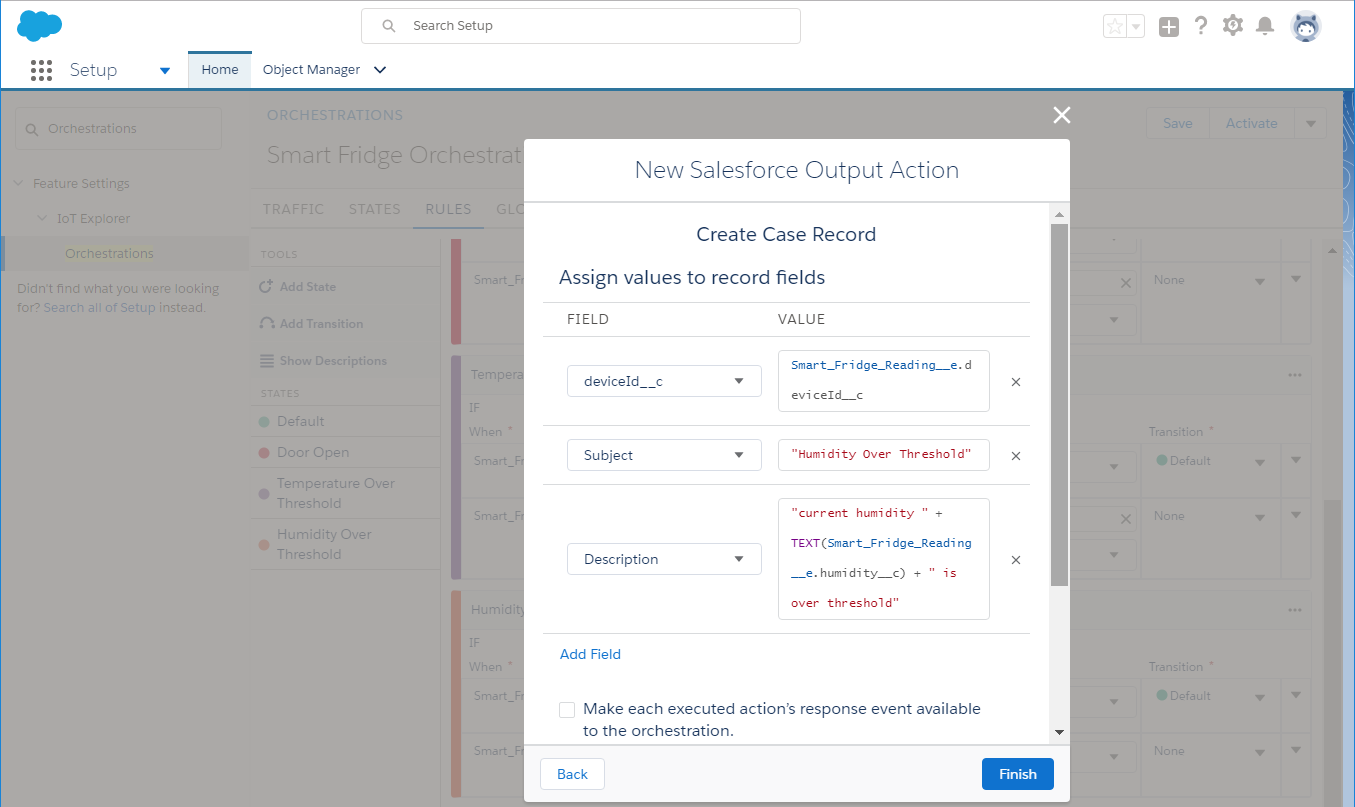 Search Setup
Setup
Home
Object Manager
Orchestrations
Feature Settings
IoT Explorer
Orchestrations
Didn't find what you were looking
for? Search all of Setup instead.
ORCHESTRATIONS
Smart Fridge Orchestrat
Save
Activate
TRAFFIC
STATES
RULES
GLO
TOOLS
Add State
Add Transition
Show Descriptions
STATES
Default
Door Open
Temperature Over
Threshold
Humidity Over
Threshold
Smart_Fr
None
Tempera
IF
When *
Transition *
Smart_Fr
Default
Smart_Fr
None
Humidity
IF
When *
Transition *
Smart_Fr
Default
Smart_Fr
None
New Salesforce Output Action
Create Case Record
Assign values to record fields
FIELD VALUE
deviceId__c
Smart_Fridge_Reading__e.d
eviceId__c
Subject
"Humidity Over Threshold"
Description
"current humidity " +
TEXT(Smart_Fridge_Reading
__e.humidity__c) + " is
over threshold"
Add Field
Make each executed action’s response event available
to the orchestration.
Back
Finish